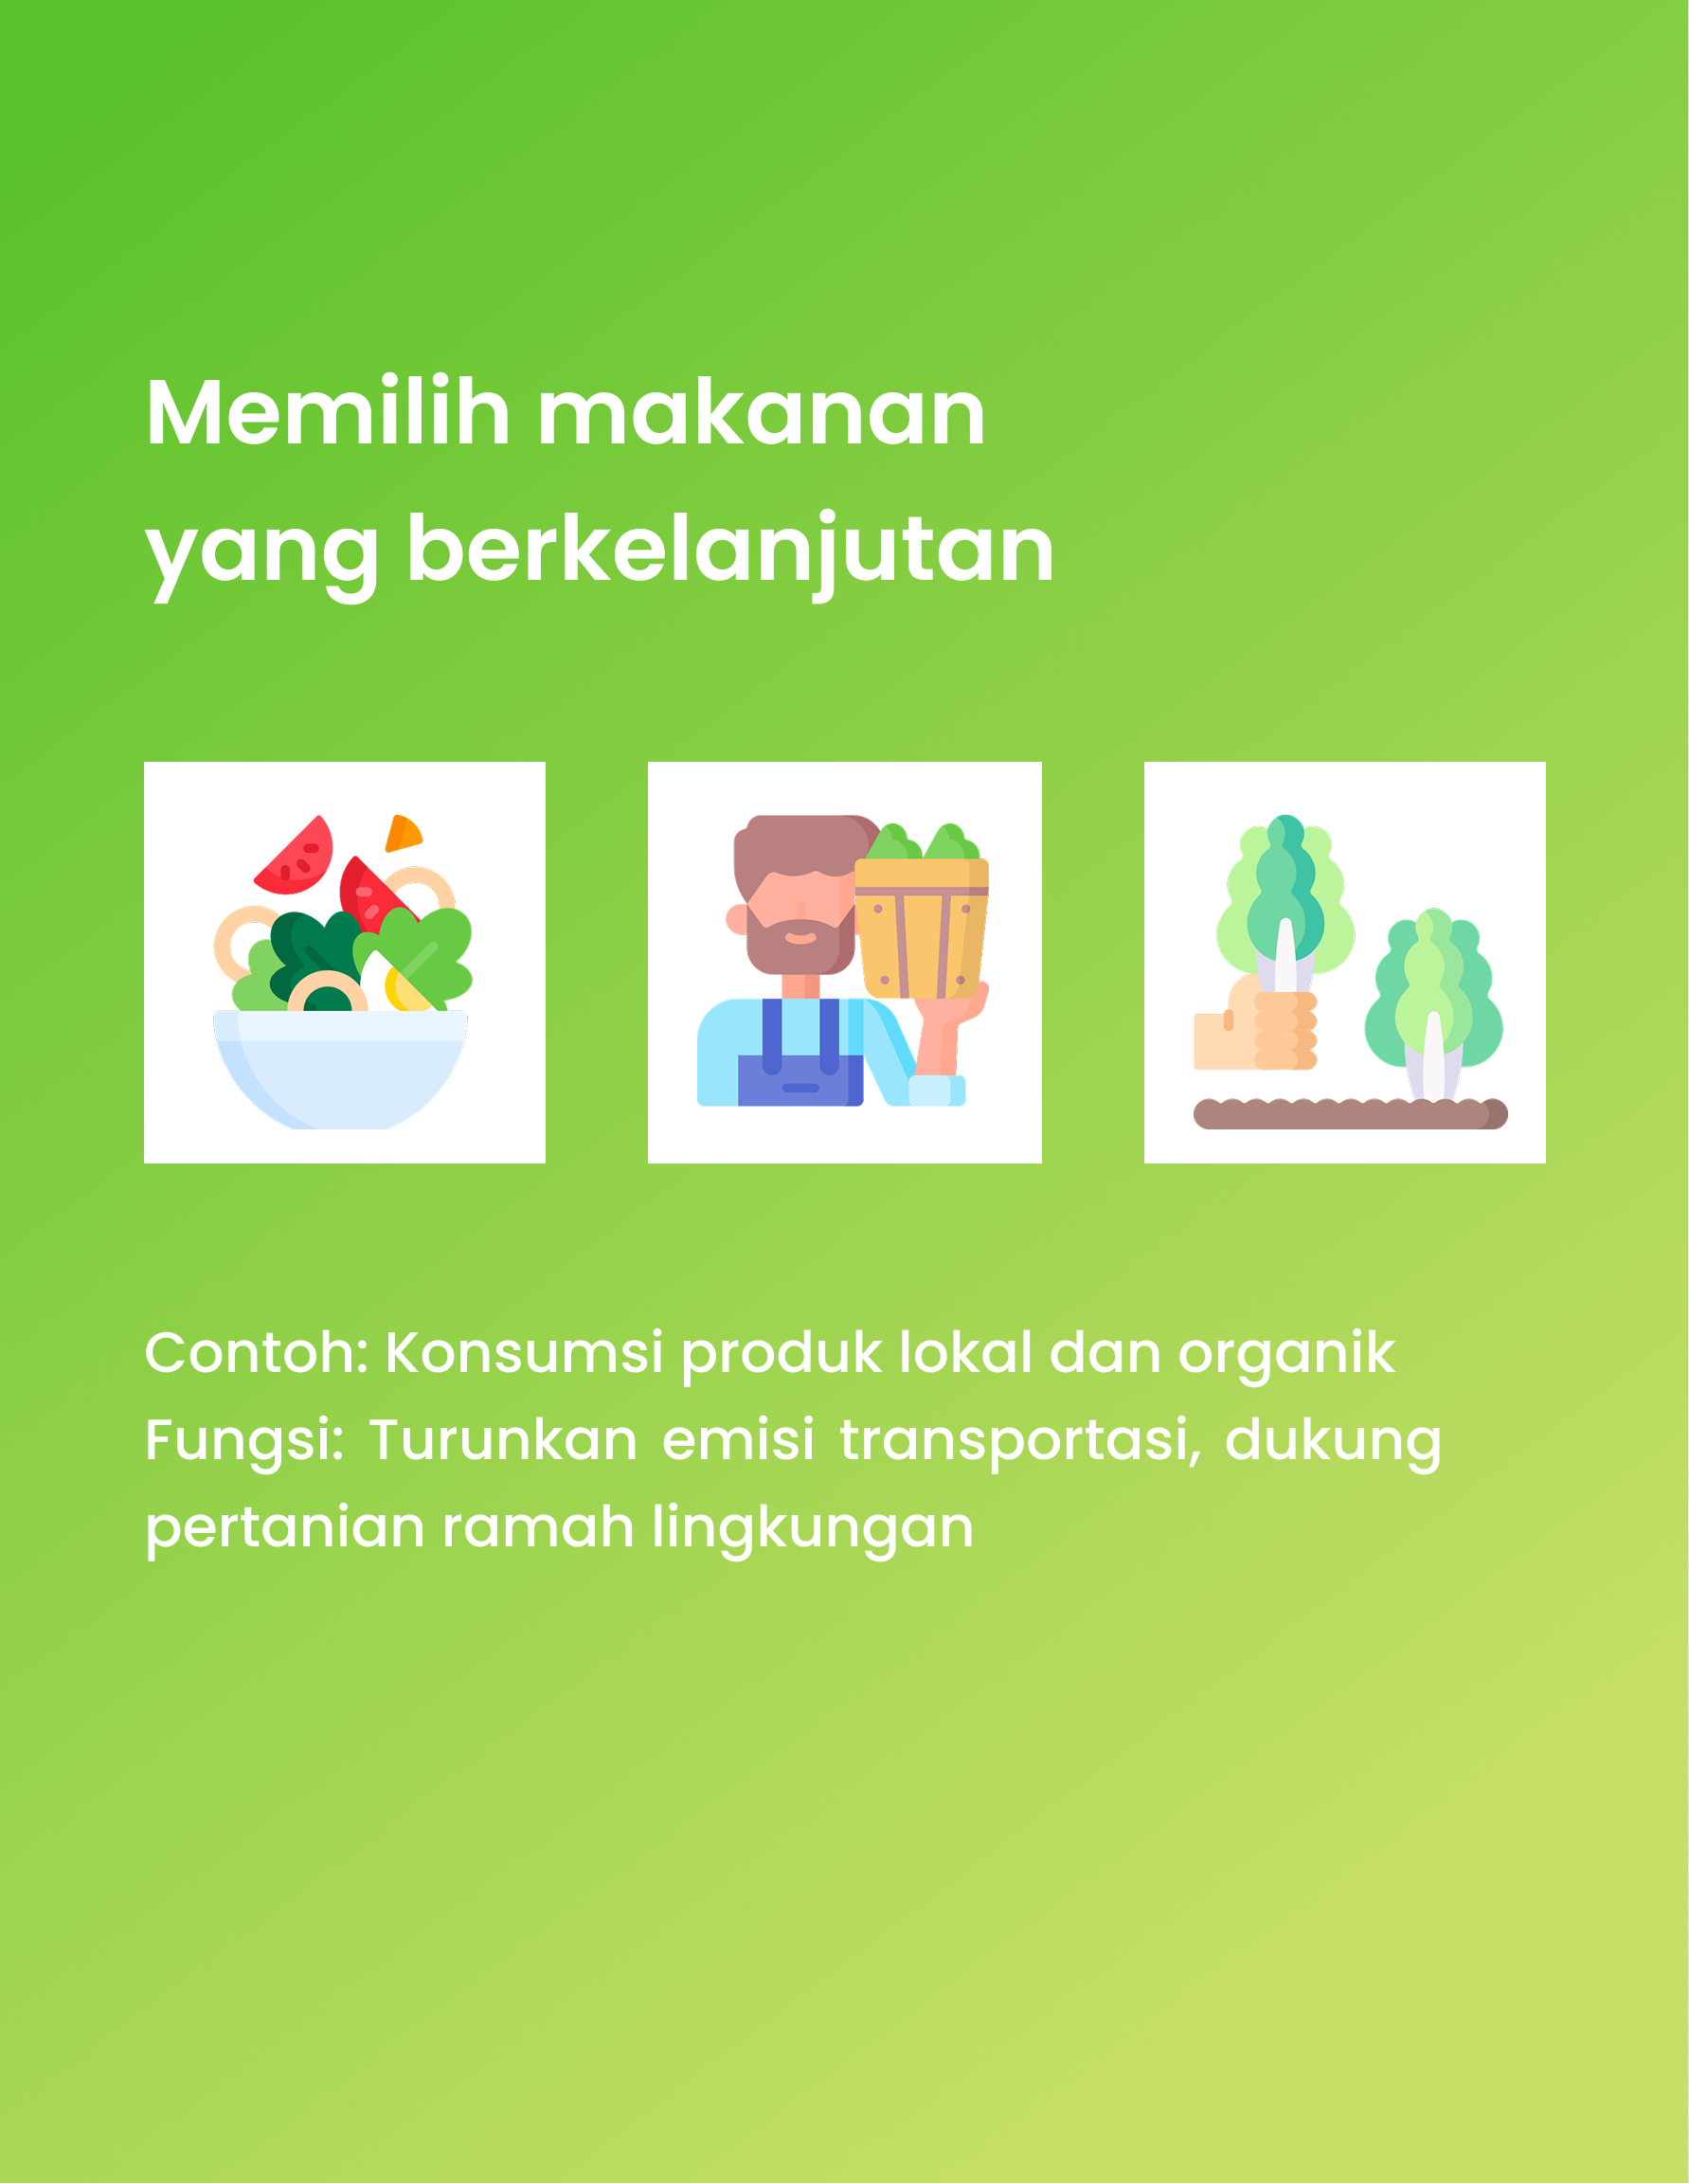 Memilih makanan
yang berkelanjutan
Contoh: Konsumsi produk lokal dan organik
Fungsi: Turunkan emisi transportasi, dukung
pertanian ramah lingkungan